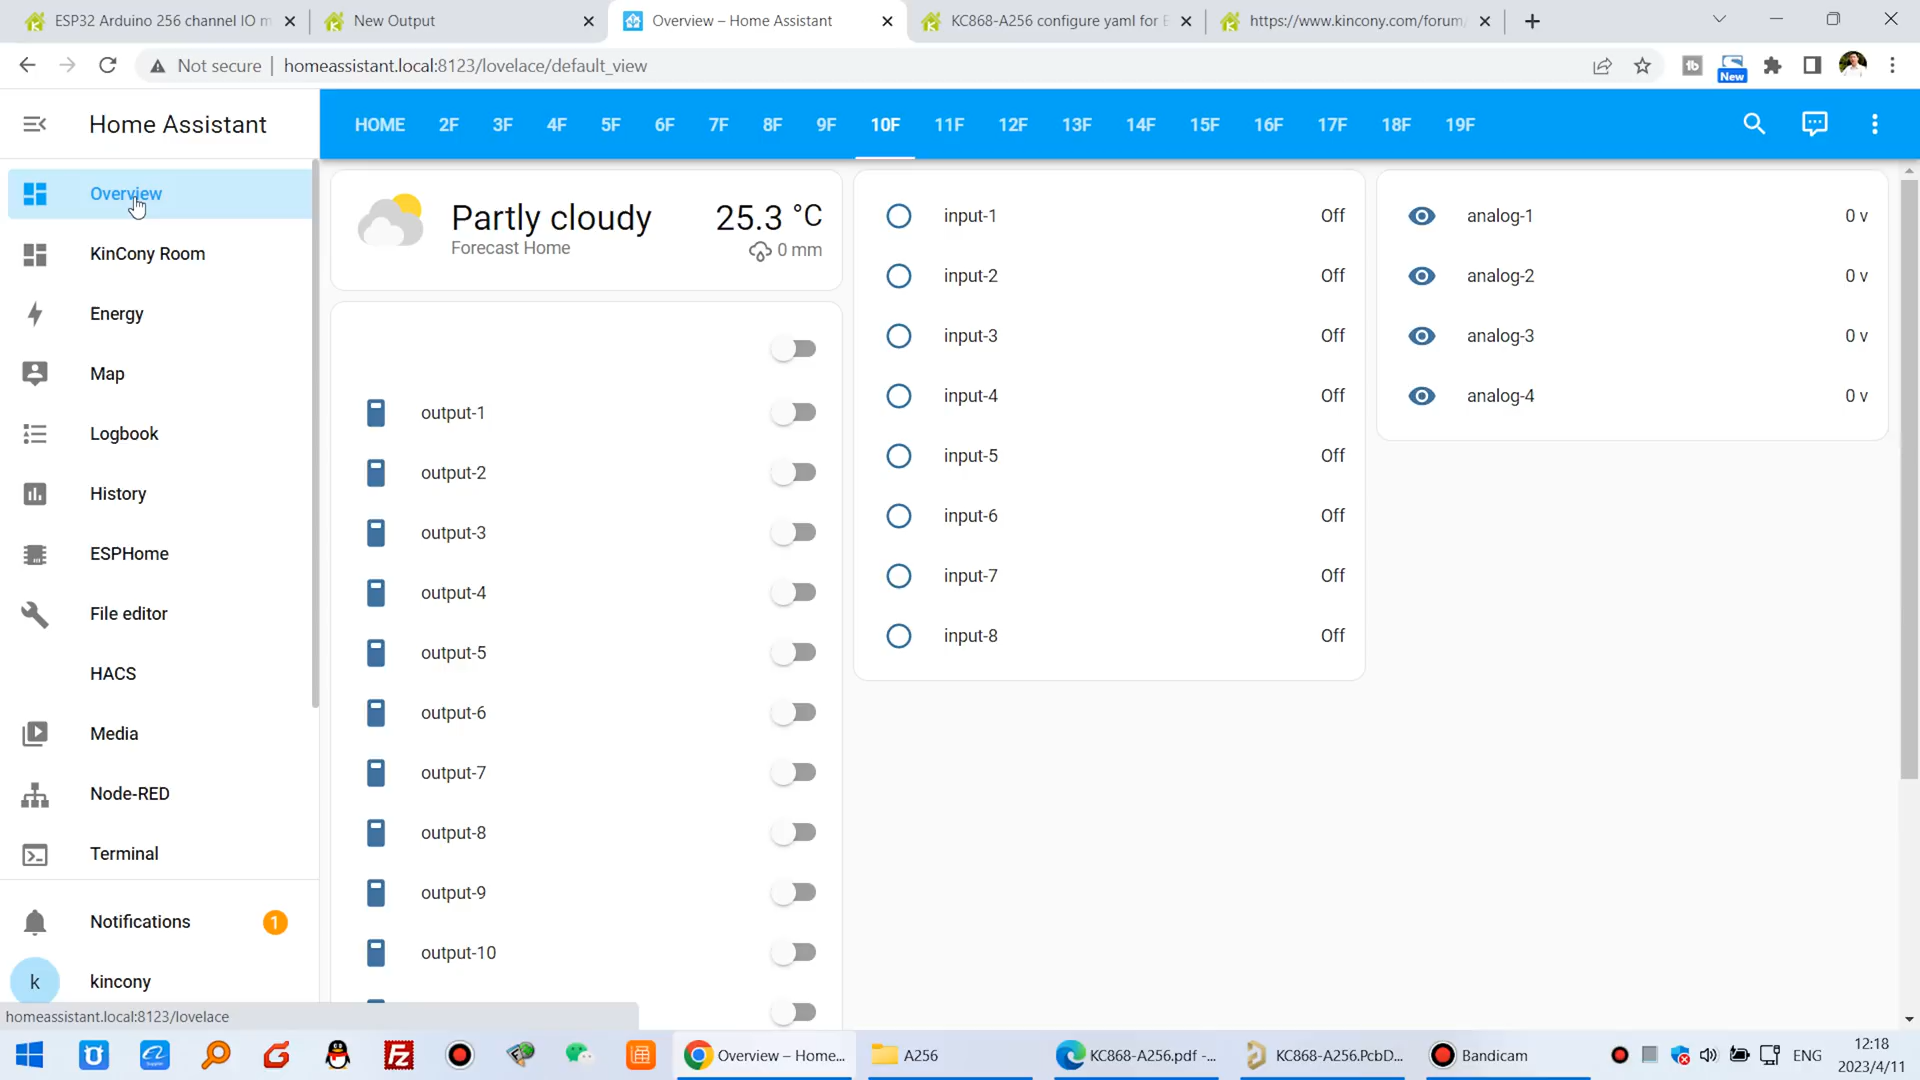 ESP32 Arduino 256 channel IO m
New Output
Overview – Home Assistant
KC868-A256 configure yaml for E
https://www.kincony.com/forum/
Not secure
homeassistant.local:8123/lovelace/default_view
New
Home Assistant
HOME 2F 3F 4F 5F 6F 7F 8F 9F 10F 11F 12F 13F 14F 15F 16F 17F 18F 19F
Overview
KinCony Room
Energy
Map
Logbook
History
ESPHome
File editor
HACS
Media
Node-RED
Terminal
Notifications 1
k kincony
homeassistant.local:8123/lovelace
Partly cloudy 25.3 °C
Forecast Home 0 mm
output-1
output-2
output-3
output-4
output-5
output-6
output-7
output-8
output-9
output-10
input-1 Off
input-2 Off
input-3 Off
input-4 Off
input-5 Off
input-6 Off
input-7 Off
input-8 Off
analog-1 0 v
analog-2 0 v
analog-3 0 v
analog-4 0 v
Overview – Home...
A256
KC868-A256.pdf -...
KC868-A256.PcbD...
Bandicam
ENG
12:18
2023/4/11